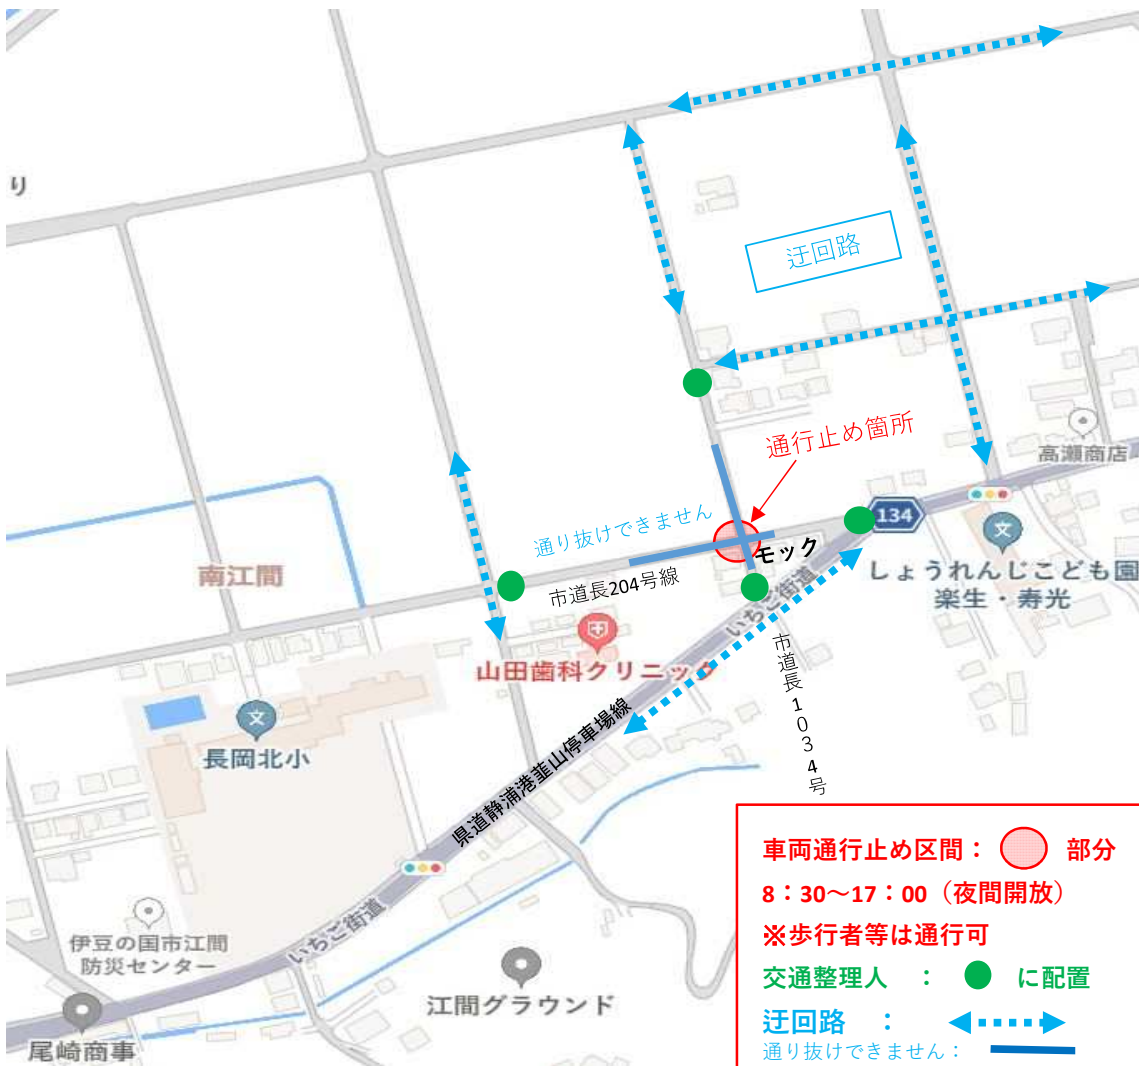 り
迂回路
通行止め箇所
高瀬商店
134
通り抜けできません
モック
南江間
市道長204号線
いちご街道
しょうれんじこども園
楽生・寿光
山田歯科クリニック
市道長1034号
長岡北小
県道静浦港韮山停車場線
伊豆の国市江間
防災センター
いちご街道
江間グラウンド
尾崎商事
車両通行止め区間： 部分
8：30～17：00（夜間開放）
※歩行者等は通行可
交通整理人 ： に配置
迂回路 ：
通り抜けできません：
文
文